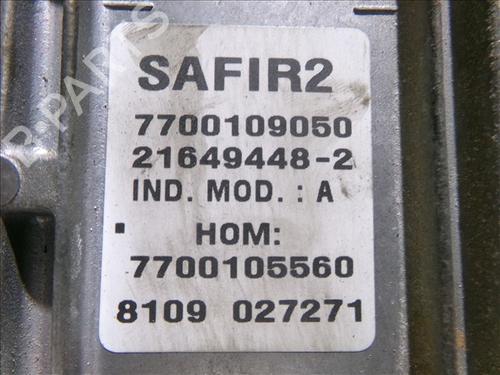 SAFIR2
7700109050
21649448-2
IND. MOD. : A
HOM:
7700105560
8109 027271